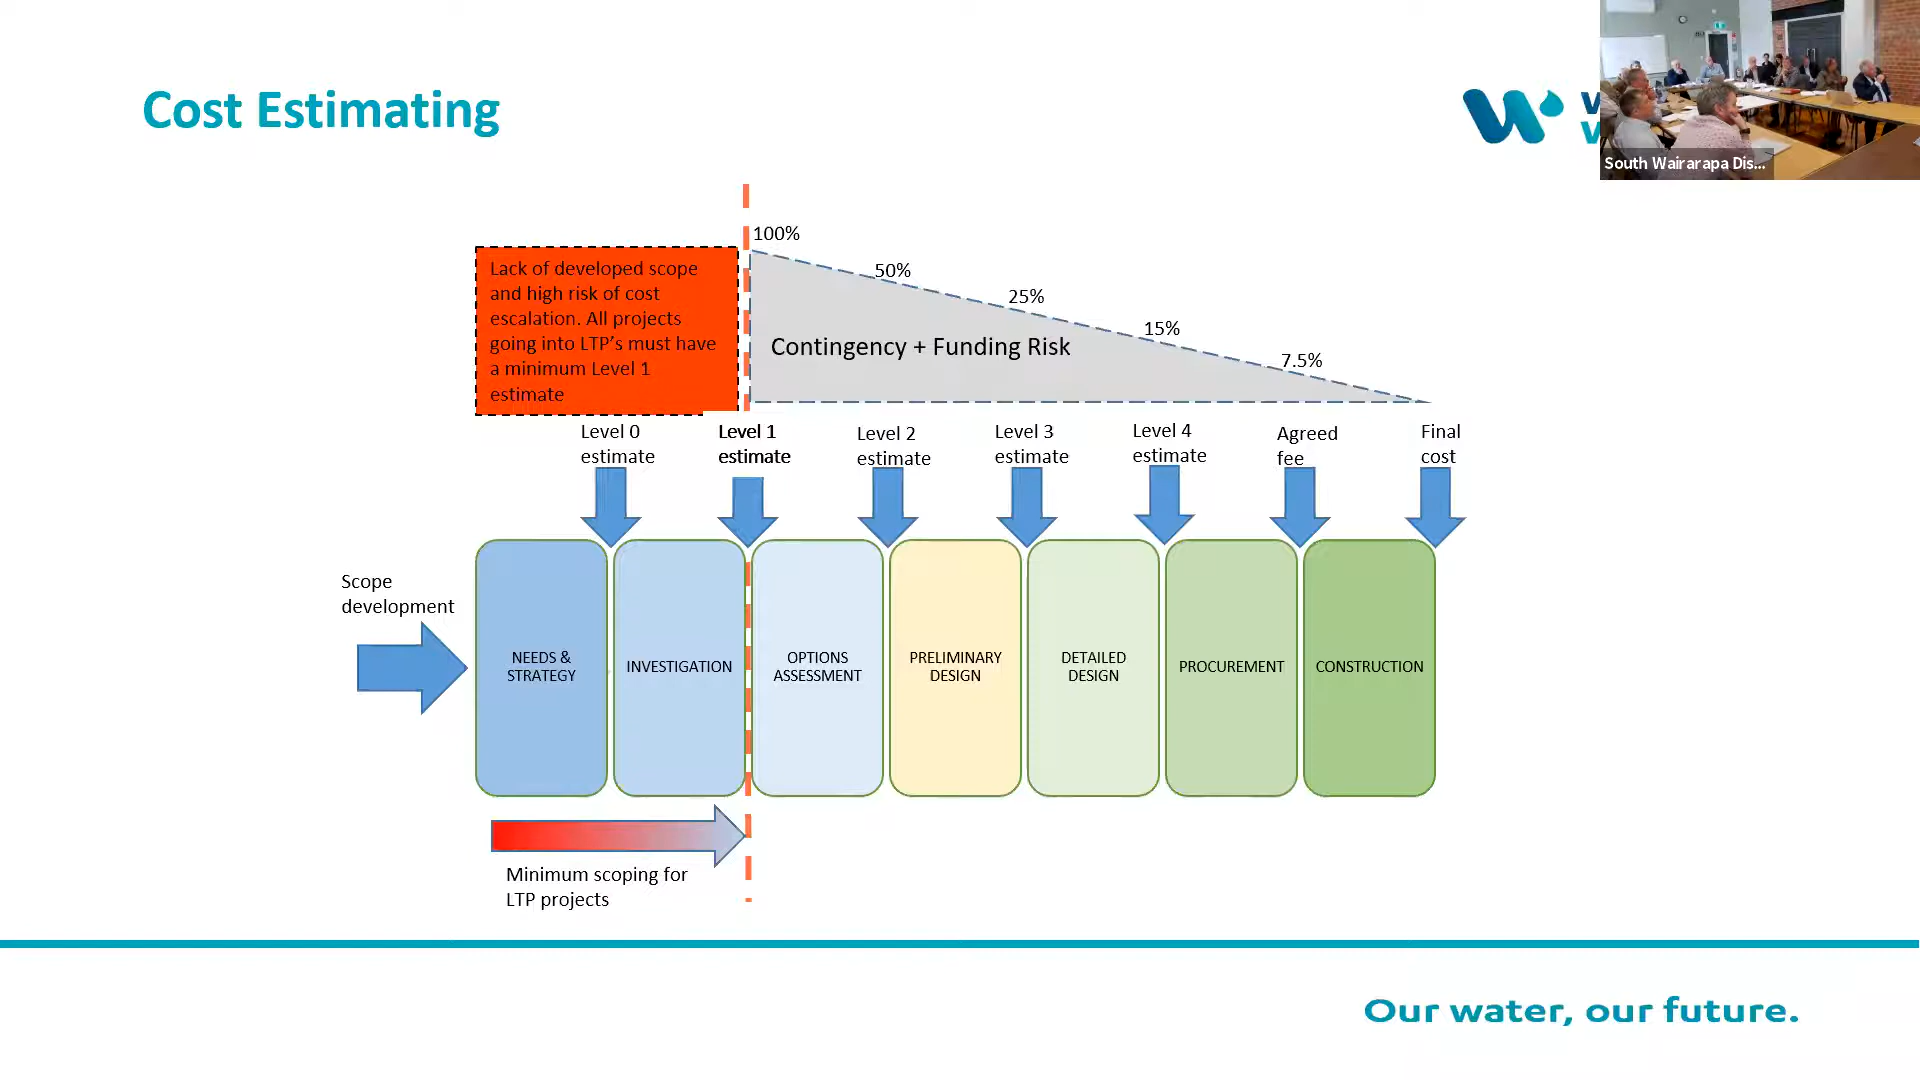 Cost Estimating
South Wairarapa Dis...
100%
50%
25%
15%
7.5%
Lack of developed scope
and high risk of cost
escalation. All projects
going into LTP's must have
a minimum Level 1
estimate
Contingency + Funding Risk
Level 0
estimate
Level 1
estimate
Level 2
estimate
Level 3
estimate
Level 4
estimate
Agreed
fee
Final
cost
Scope
development
NEEDS &
STRATEGY
INVESTIGATION
OPTIONS
ASSESSMENT
PRELIMINARY
DESIGN
DETAILED
DESIGN
PROCUREMENT
CONSTRUCTION
Minimum scoping for
LTP projects
Our water, our future.